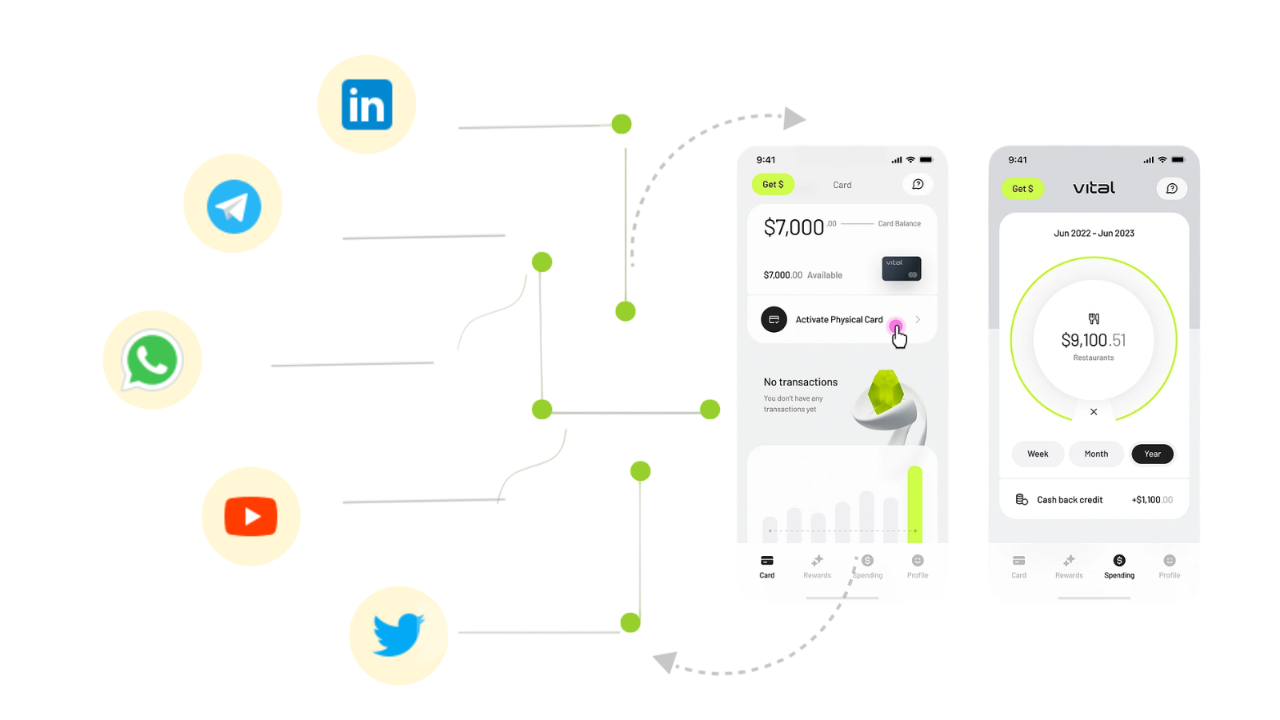 in
9:41
Get $
Card
$7,000.00
Card Balance
$7,000.00 Available
vital
Activate Physical Card
No transactions
You don't have any
transactions yet
Card
Rewards
Spending
Profile
9:41
Get $
vital
Jun 2022 - Jun 2023
$9,100.51
Restaurants
Week
Month
Year
Cash back credit
+$1,100.00
Card
Rewards
Spending
Profile